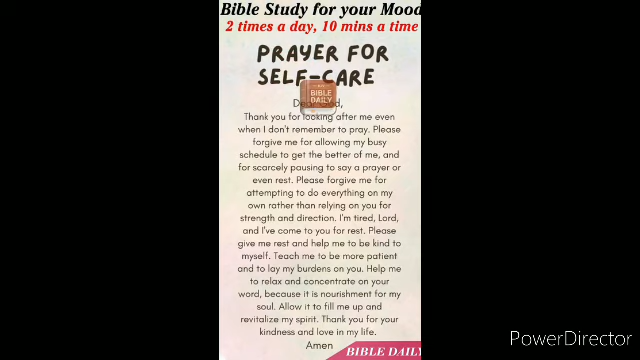 Bible Study for your Mood
2 times a day, 10 mins a time
PRAYER FOR
SELF-CARE
BIBLE
DAILY
Thank you for looking after me even
when I don't remember to pray. Please
forgive me for allowing my busy
schedule to get the better of me, and
for scarcely pausing to say a prayer or
even rest. Please forgive me for
attempting to do everything on my
own rather than relying on you for
strength and direction. I'm tired, Lord,
and I've come to you for rest. Please
give me rest and help me to be kind to
myself. Teach me to be more patient
and to lay my burdens on you. Help me
to relax and concentrate on your
word, because it is nourishment for my
soul. Allow it to fill me up and
revitalize my spirit. Thank you for your
kindness and love in my life.
Amen
BIBLE DAILY
PowerDirector